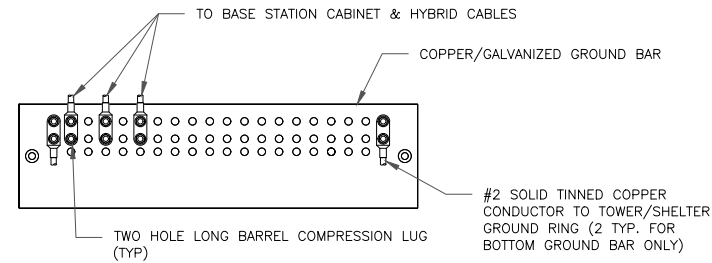 TO BASE STATION CABINET & HYBRID CABLES
COPPER/GALVANIZED GROUND BAR
#2 SOLID TINNED COPPER
CONDUCTOR TO TOWER/SHELTER
GROUND RING (2 TYP. FOR
BOTTOM GROUND BAR ONLY)
TWO HOLE LONG BARREL COMPRESSION LUG
(TYP)